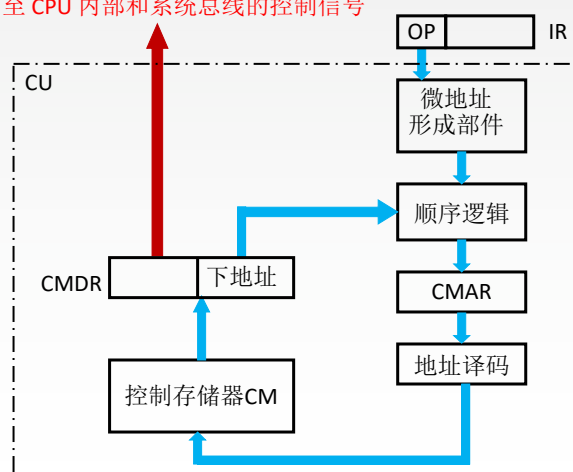 至 CPU 内部和系统总线的控制信号
OP
IR
CU
微地址
形成部件
顺序逻辑
CMDR
下地址
CMAR
控制存储器CM
地址译码